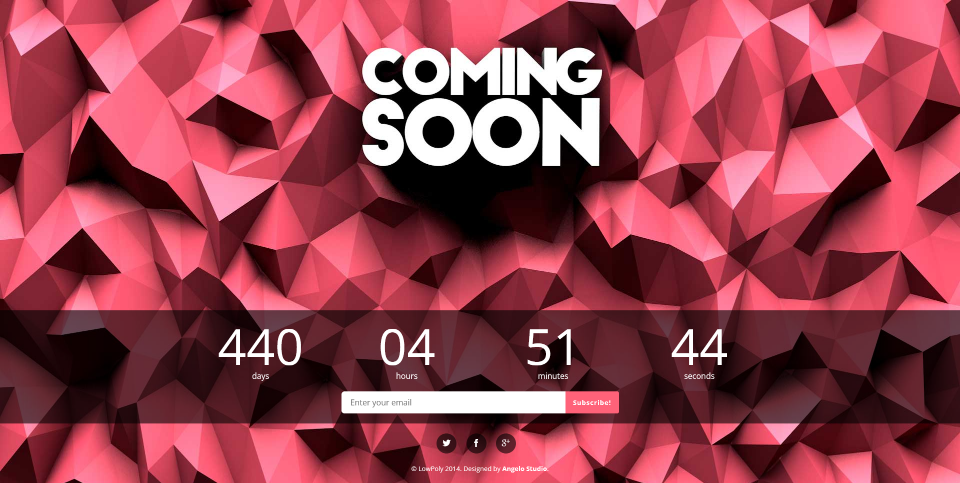 COMING
SOON
440 04 51 44
days hours minutes seconds
Enter your email Subscribe!
© LowPoly 2014. Designed by Angelo Studio.